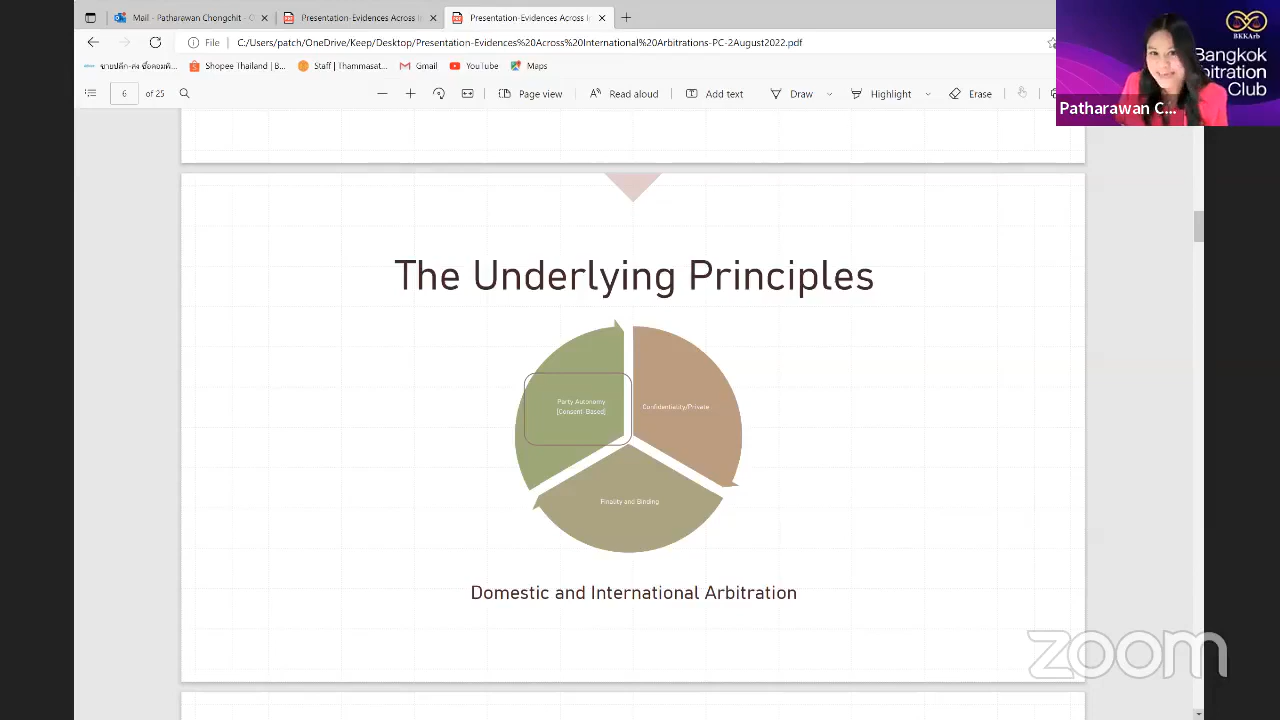 Mail - Patharawan Chongchit - O
Presentation-Evidences Across I
Presentation-Evidences Across I
File
C:/Users/patch/OneDrive/Prep/Desktop/Presentation-Evidences%20Across%20International%20Arbitrations-PC-2August2022.pdf
Shopee Thailand | B...
Staff | Thammasat...
Gmail
YouTube
Maps
6 of 25
Page view
Read aloud
Add text
Draw
Highlight
Erase
BKKArb
Bangkok
bitration
Club
Patharawan C...
The Underlying Principles
Party Autonomy
[Consent-Based]
Confidentiality/Private
Finality and Binding
Domestic and International Arbitration
zoom